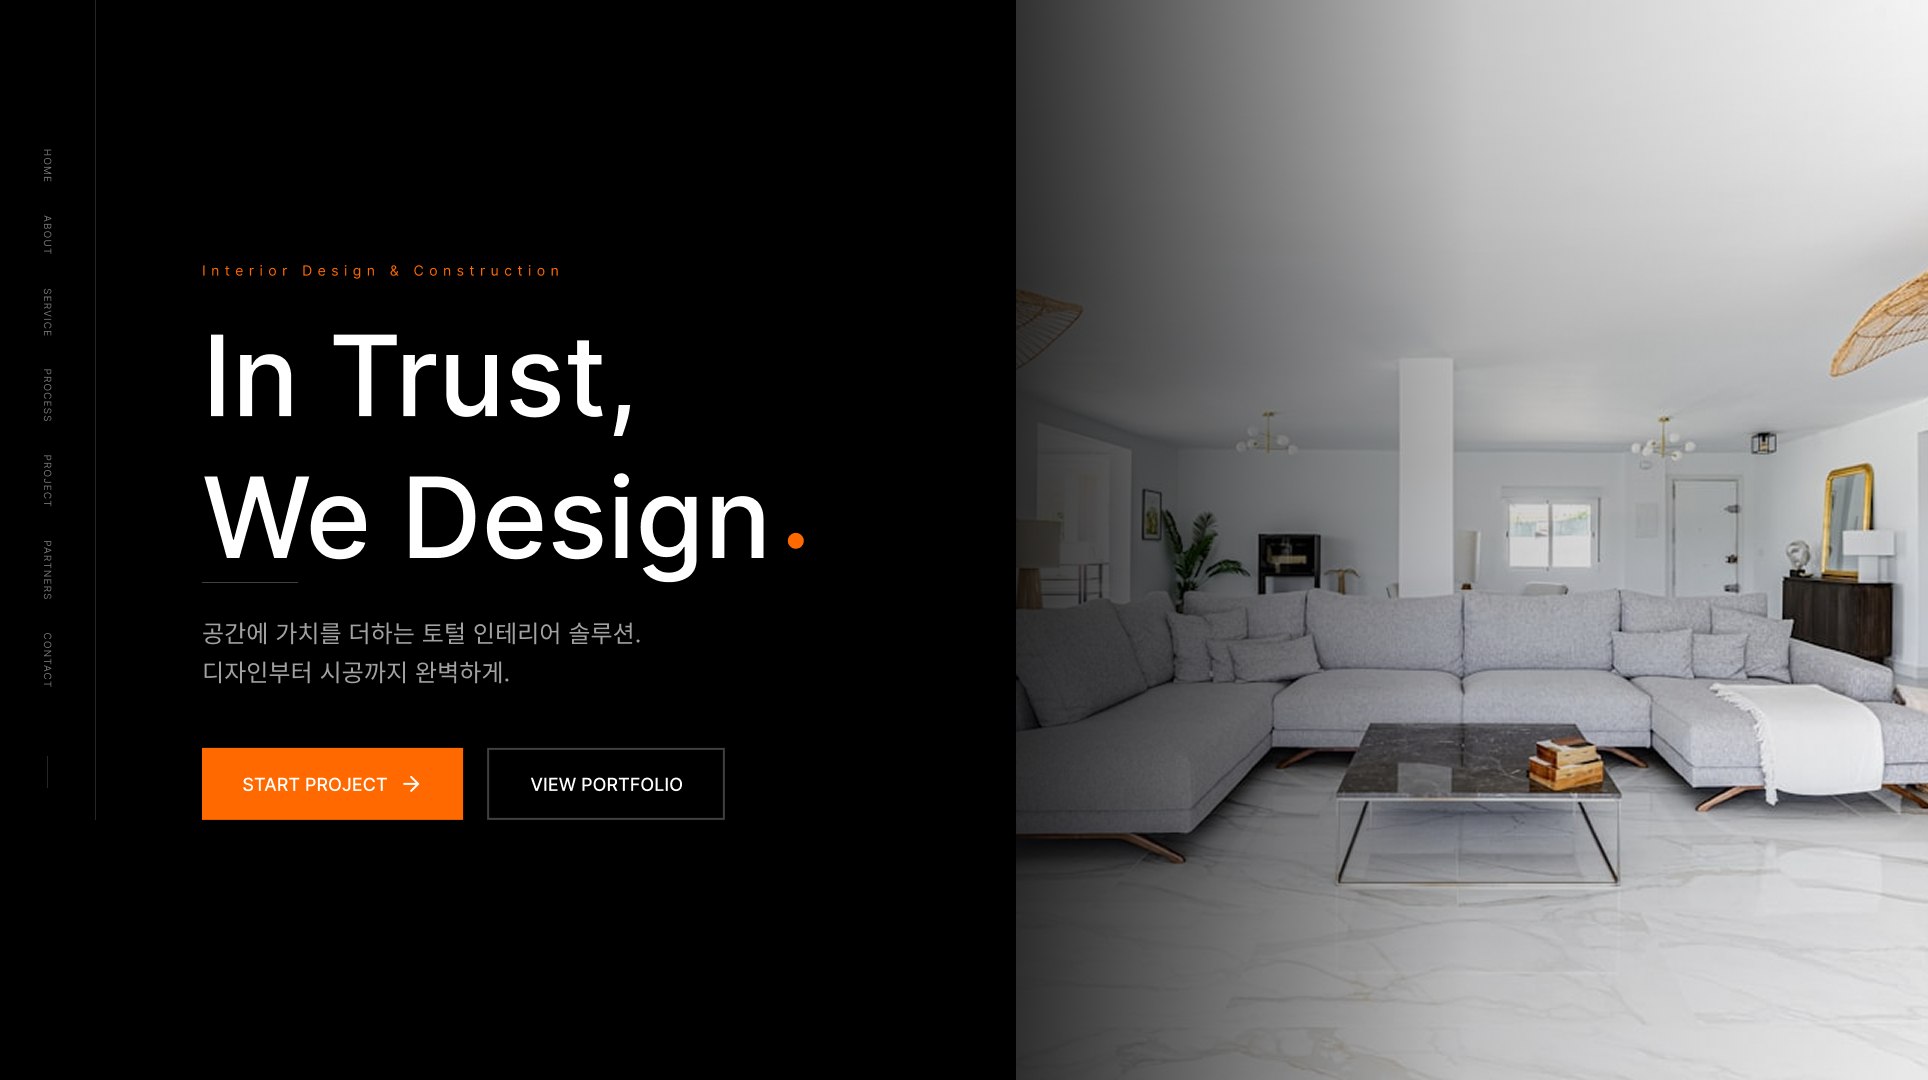 HOME
ABOUT
SERVICE
PROCESS
PROJECT
PARTNERS
CONTACT
Interior Design & Construction
In Trust,
We Design.
공간에 가치를 더하는 토털 인테리어 솔루션.
디자인부터 시공까지 완벽하게.
START PROJECT →
VIEW PORTFOLIO